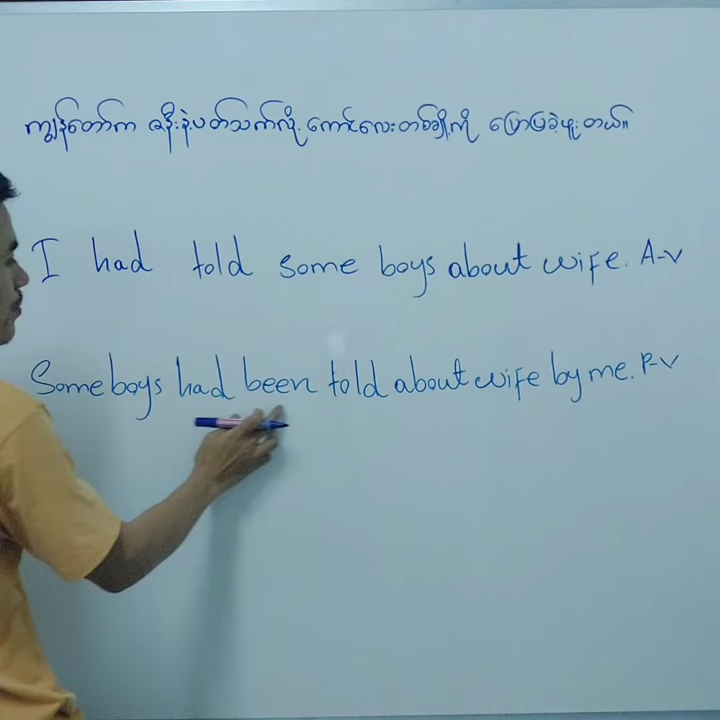 ကျွန်တော်က ဇနီးနဲ့ပတ်သက်လို့ ကောင်လေးတစ်ချို့ကို ပြောပြခဲ့ဖူးတယ်။
I had told some boys about wife. A-V
Some boys had been told about wife by me. P-V